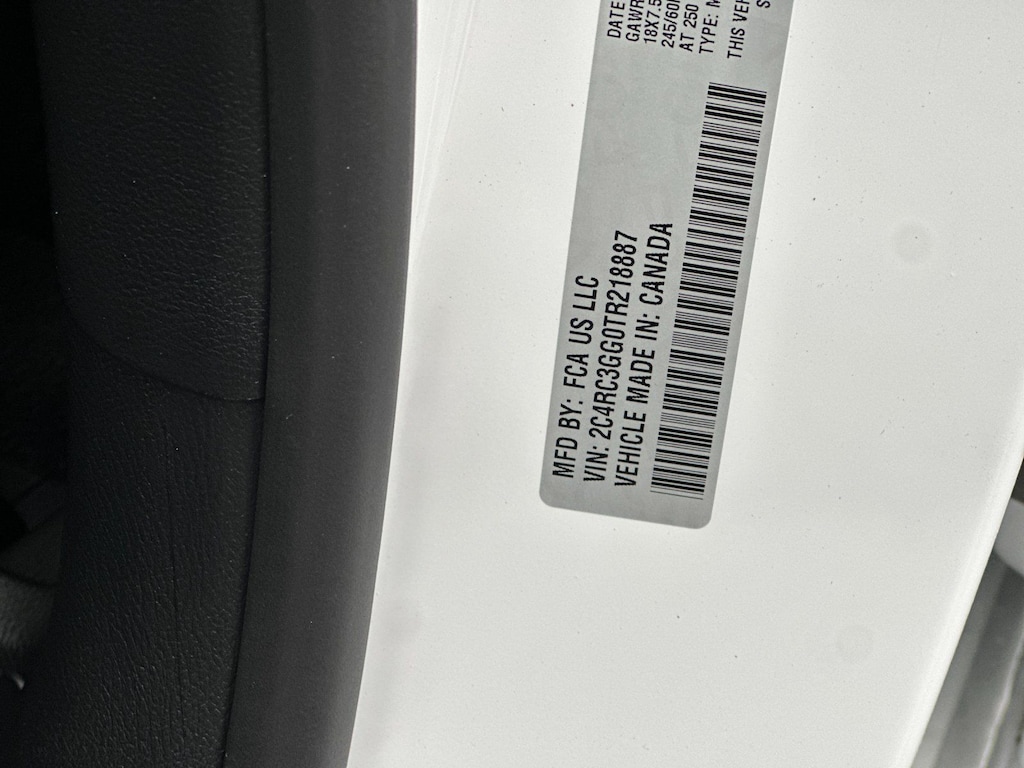 MFD BY: FCA US LLC
VIN: 2C4RC3GG0TR218887
VEHICLE MADE IN: CANADA
DATE
GAWR
18X7.5
245/60
AT 250
TYPE: M
THIS VER
S